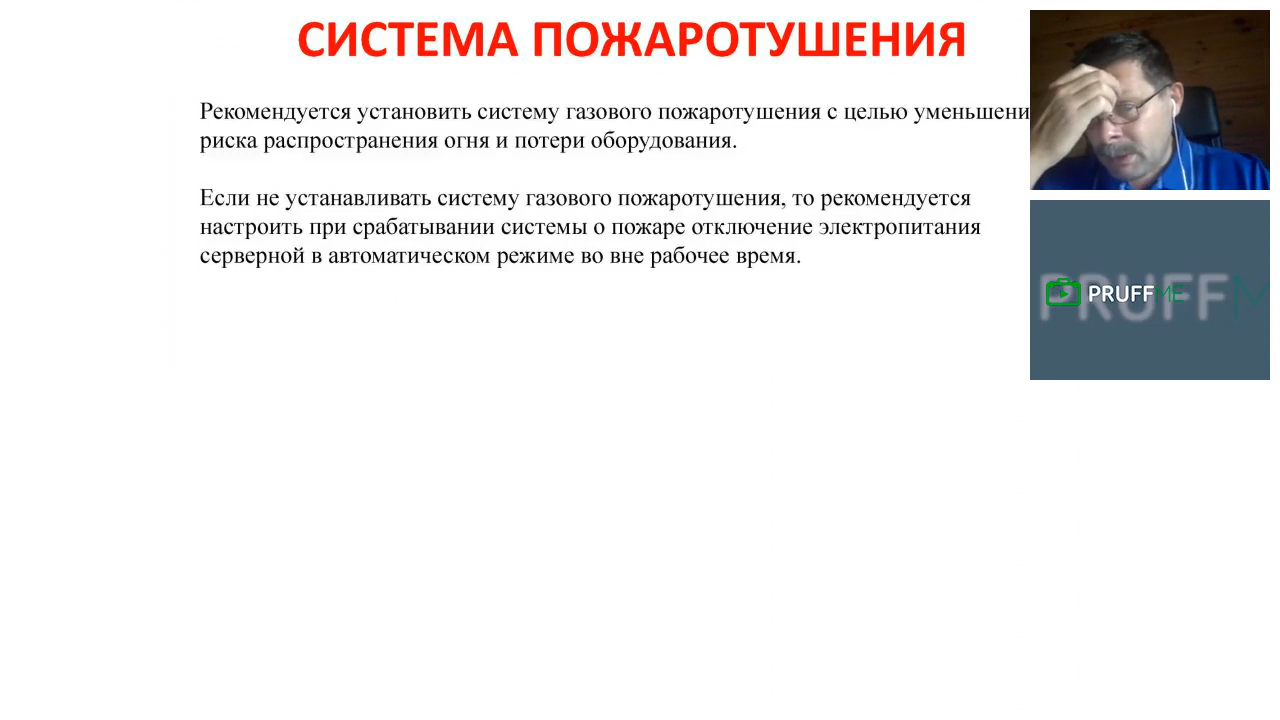 СИСТЕМА ПОЖАРОТУШЕНИЯ
Рекомендуется установить систему газового пожаротушения с целью уменьшени
риска распространения огня и потери оборудования.
Если не устанавливать систему газового пожаротушения, то рекомендуется
настроить при срабатывании системы о пожаре отключение электропитания
серверной в автоматическом режиме во вне рабочее время.
PRUFFME